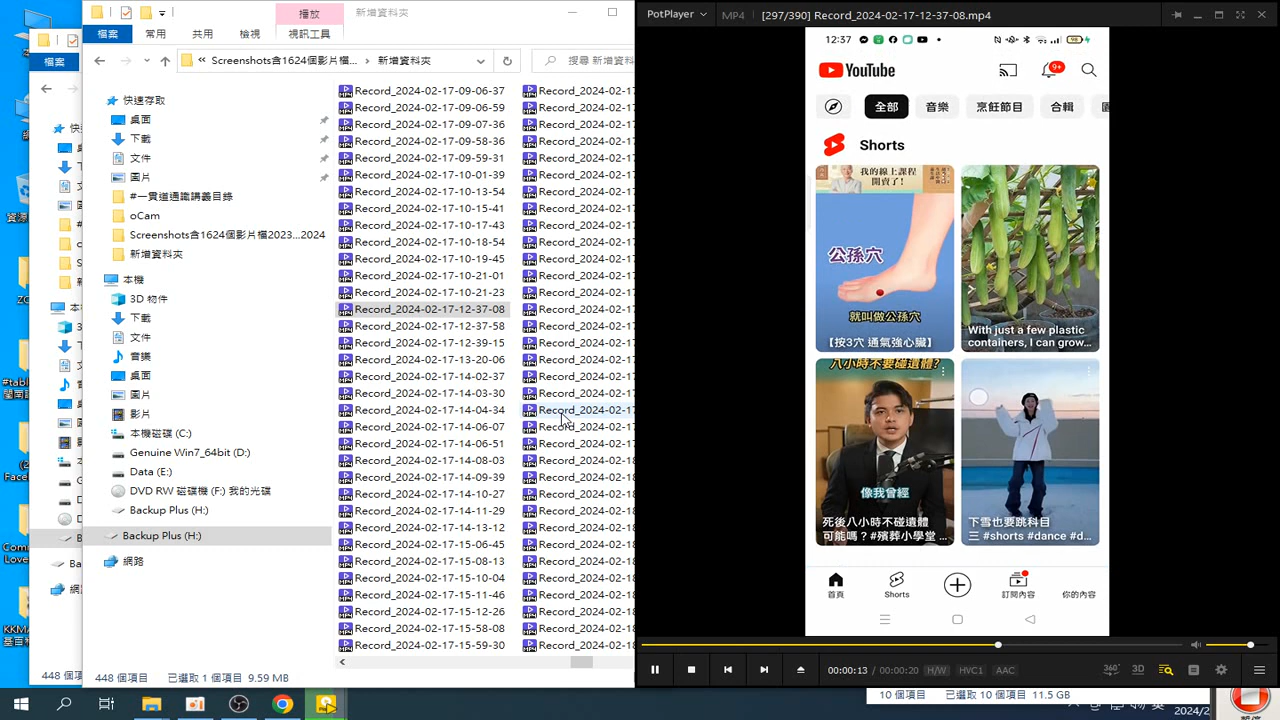 播放
新增資料夾
檔案
常用
共用
檢視
視訊工具
Screenshots含1624個影片檔...
新增資料夾
搜尋 新增資料
快速存取
桌面
下載
文件
圖片
#一貫道通識講義目錄
oCam
Screenshots含1624個影片檔2023...2024
新增資料夾
本機
3D 物件
下載
文件
音樂
桌面
圖片
影片
本機磁碟 (C:)
Genuine Win7_64bit (D:)
Data (E:)
DVD RW 磁碟機 (F:) 我的光碟
Backup Plus (H:)
Backup Plus (H:)
網路
Record_2024-02-17-09-06-37
Record_2024-02-17-09-06-59
Record_2024-02-17-09-07-36
Record_2024-02-17-09-58-36
Record_2024-02-17-09-59-31
Record_2024-02-17-10-01-39
Record_2024-02-17-10-13-54
Record_2024-02-17-10-15-41
Record_2024-02-17-10-17-43
Record_2024-02-17-10-18-54
Record_2024-02-17-10-19-45
Record_2024-02-17-10-21-01
Record_2024-02-17-10-21-23
Record_2024-02-17-12-37-08
Record_2024-02-17-12-37-58
Record_2024-02-17-12-39-15
Record_2024-02-17-13-20-06
Record_2024-02-17-14-02-37
Record_2024-02-17-14-03-30
Record_2024-02-17-14-04-34
Record_2024-02-17-14-06-07
Record_2024-02-17-14-06-51
Record_2024-02-17-14-08-03
Record_2024-02-17-14-09-39
Record_2024-02-17-14-10-27
Record_2024-02-17-14-11-29
Record_2024-02-17-14-13-12
Record_2024-02-17-15-06-45
Record_2024-02-17-15-08-13
Record_2024-02-17-15-10-04
Record_2024-02-17-15-11-46
Record_2024-02-17-15-12-26
Record_2024-02-17-15-58-08
Record_2024-02-17-15-59-30
448 個項目
已選取 1 個項目 9.59 MB
PotPlayer
MP4
[297/390] Record_2024-02-17-12-37-08.mp4
12:37
YouTube
9+
全部
音樂
烹飪節目
合輯
Shorts
我的線上課程
開賣了!
公孫穴
就叫做公孫穴
【按3穴 通氣強心臟】
With just a few plastic
containers, I can grow...
八小時不要碰遺體?
像我曾經
死後八小時不碰遺體
可能嗎?#殯葬小學堂 ...
下雪也要跳科目
三 #shorts #dance #d...
首頁
Shorts
訂閱內容
你的內容
00:00:13 / 00:00:20
H/W
HVC1
AAC
360°
3D
10 個項目
已選取 10 個項目 11.5 GB